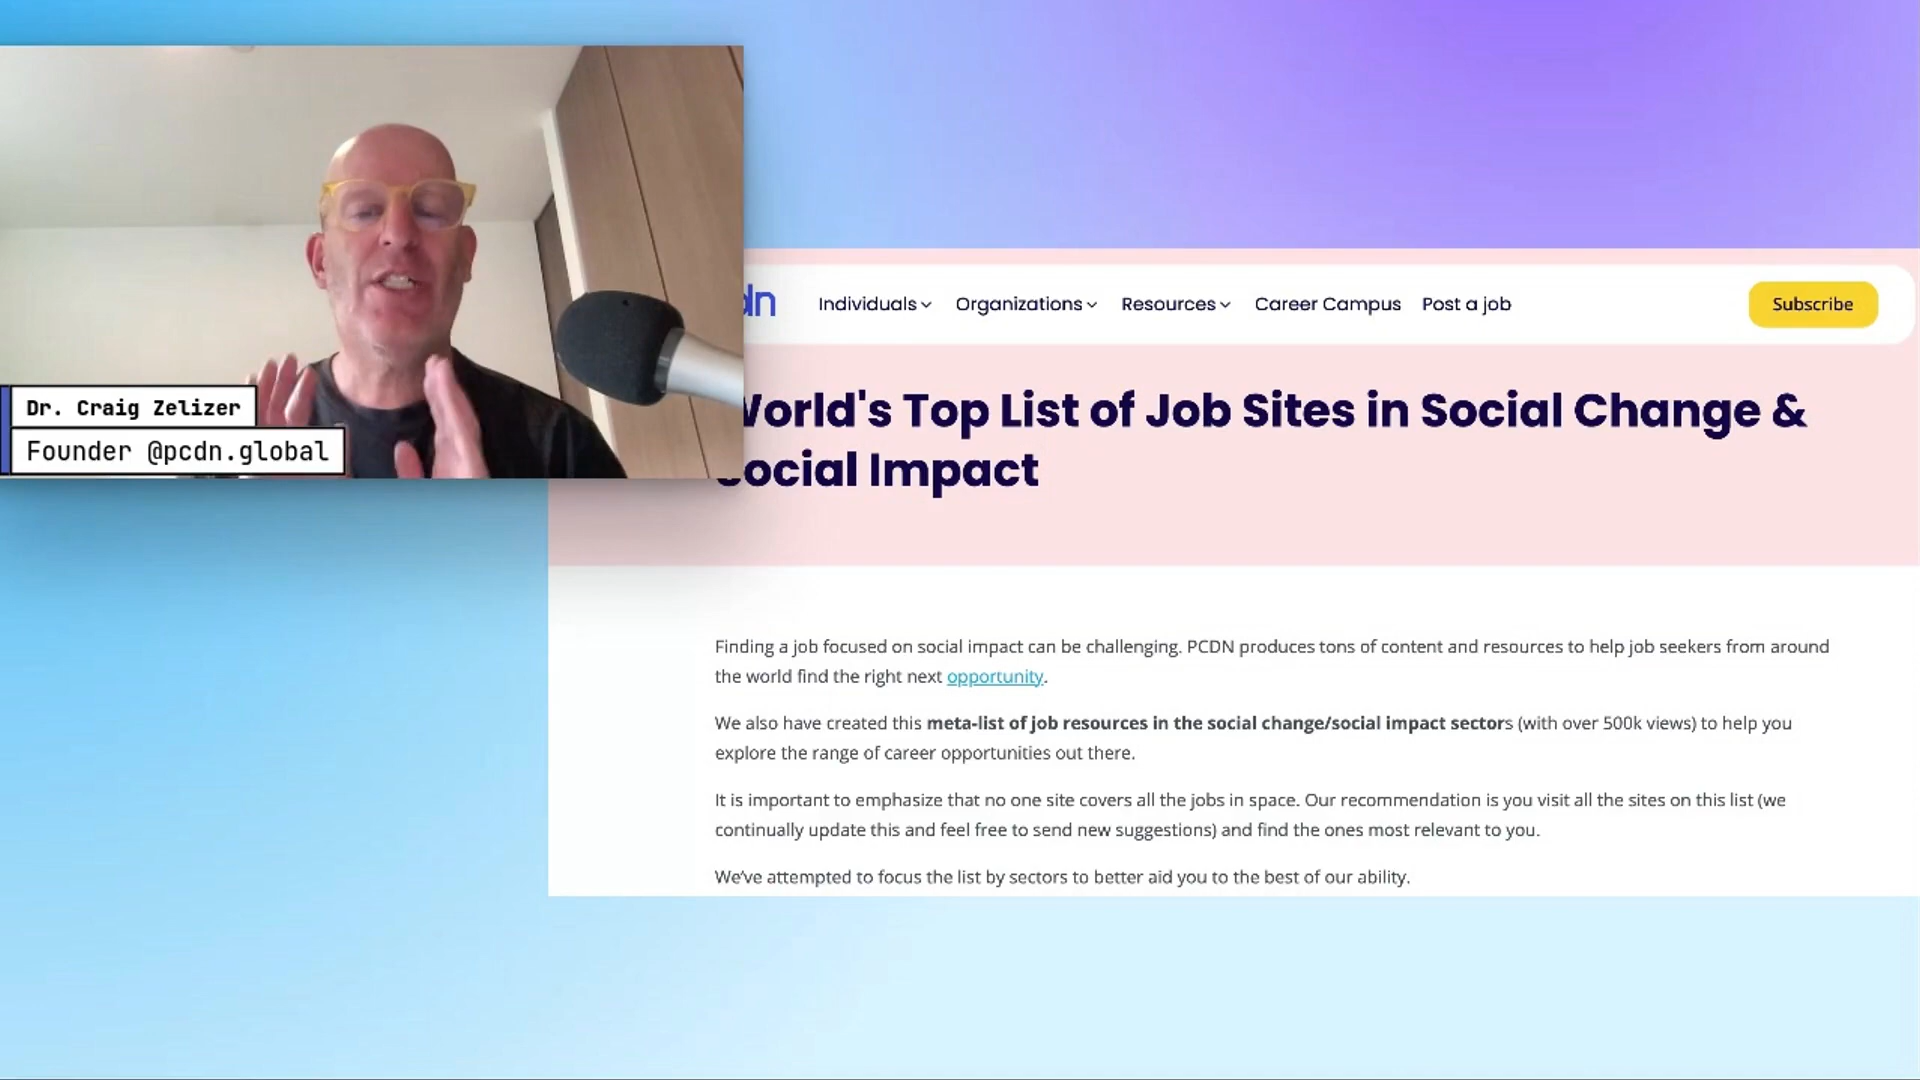 Dr. Craig Zelizer
Founder @pcdn.global
dn
Individuals
Organizations
Resources
Career Campus
Post a job
Subscribe
World's Top List of Job Sites in Social Change &
Social Impact
Finding a job focused on social impact can be challenging. PCDN produces tons of content and resources to help job seekers from around
the world find the right next opportunity.
We also have created this meta-list of job resources in the social change/social impact sectors (with over 500k views) to help you
explore the range of career opportunities out there.
It is important to emphasize that no one site covers all the jobs in space. Our recommendation is you visit all the sites on this list (we
continually update this and feel free to send new suggestions) and find the ones most relevant to you.
We've attempted to focus the list by sectors to better aid you to the best of our ability.